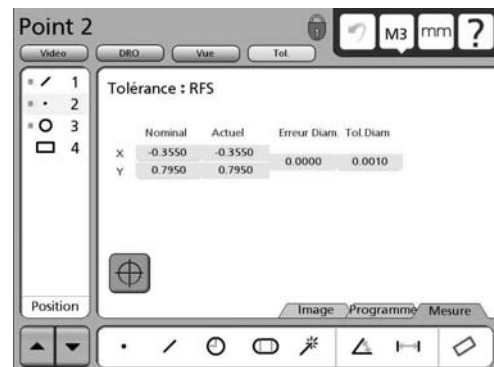 Point 2
M3 mm ?
Vidéo DRO Vue Tol.
1
2
3
4
Tolérance : RFS
Nominal Actuel Erreur Diam. Tol.Diam
X -0.3550 -0.3550
0.0000 0.0010
Y 0.7950 0.7950
Position
Image Programme Mesure